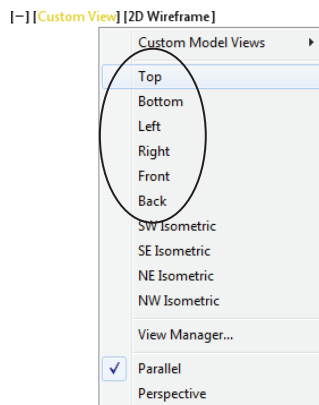 [−] [Custom View] [2D Wireframe]
Custom Model Views
Top
Bottom
Left
Right
Front
Back
SW Isometric
SE Isometric
NE Isometric
NW Isometric
View Manager...
Parallel
Perspective